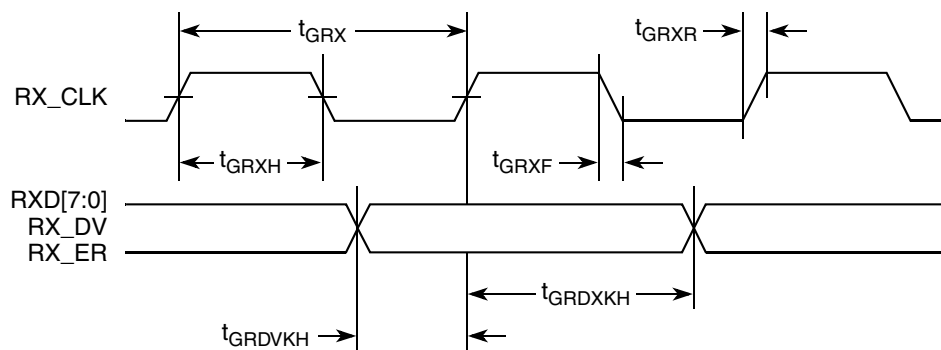 tGRX
tGRXR
RX_CLK
tGRXH
tGRXF
RXD[7:0]
RX_DV
RX_ER
tGRDXKH
tGRDVKH